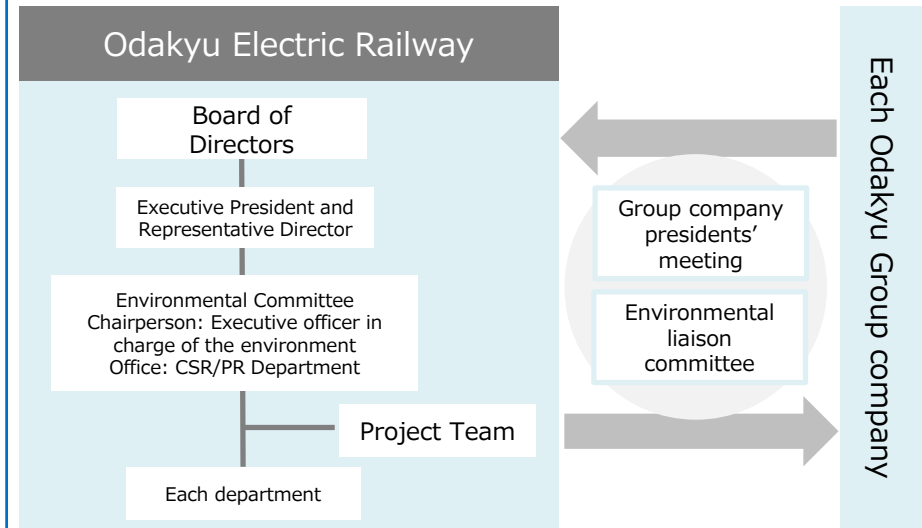 Odakyu Electric Railway
Board of
Directors
Executive President and
Representative Director
Environmental Committee
Chairperson: Executive officer in
charge of the environment
Office: CSR/PR Department
Project Team
Each department
Group company
presidents’
meeting
Environmental
liaison
committee
Each Odakyu Group company